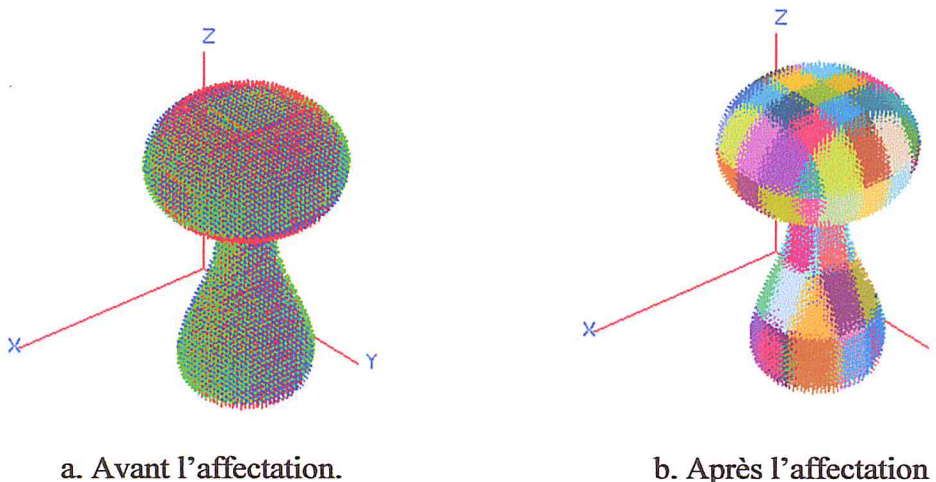 Z
Z
X
Y
X
a. Avant l’affectation.
b. Après l’affectation